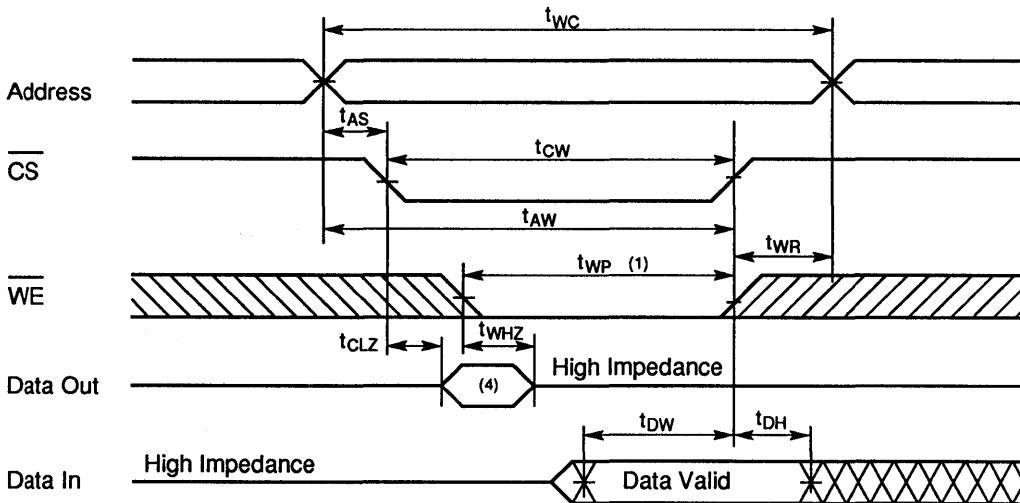 tWC
Address
tAS
CS
tCW
tAW
tWR
WE
tWP (1)
tCLZ
tWHZ
Data Out
(4)
High Impedance
tDW
tDH
Data In
High Impedance
Data Valid